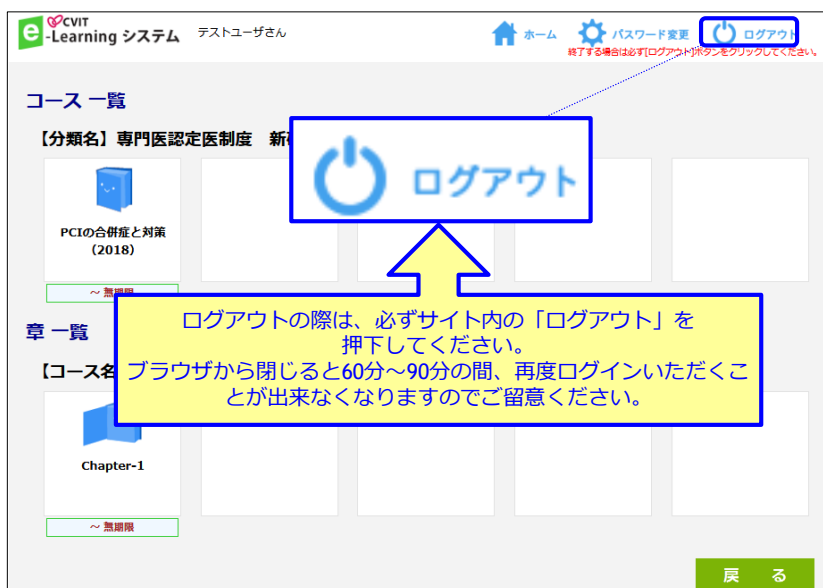 CVIT
e-Learning システム テストユーザさん
ホーム パスワード変更 ログアウト
終了する場合は必ず[ログアウト]ボタンをクリックしてください。
コース 一覧
【分類名】専門医認定医制度 新
ログアウト
PCIの合併症と対策
(2018)
～ 無期限
ログアウトの際は、必ずサイト内の「ログアウト」を
押下してください。
ブラウザから閉じると60分～90分の間、再度ログインいただくこ
とが出来なくなりますのでご留意ください。
章 一覧
【コース名
Chapter-1
～ 無期限
戻 る